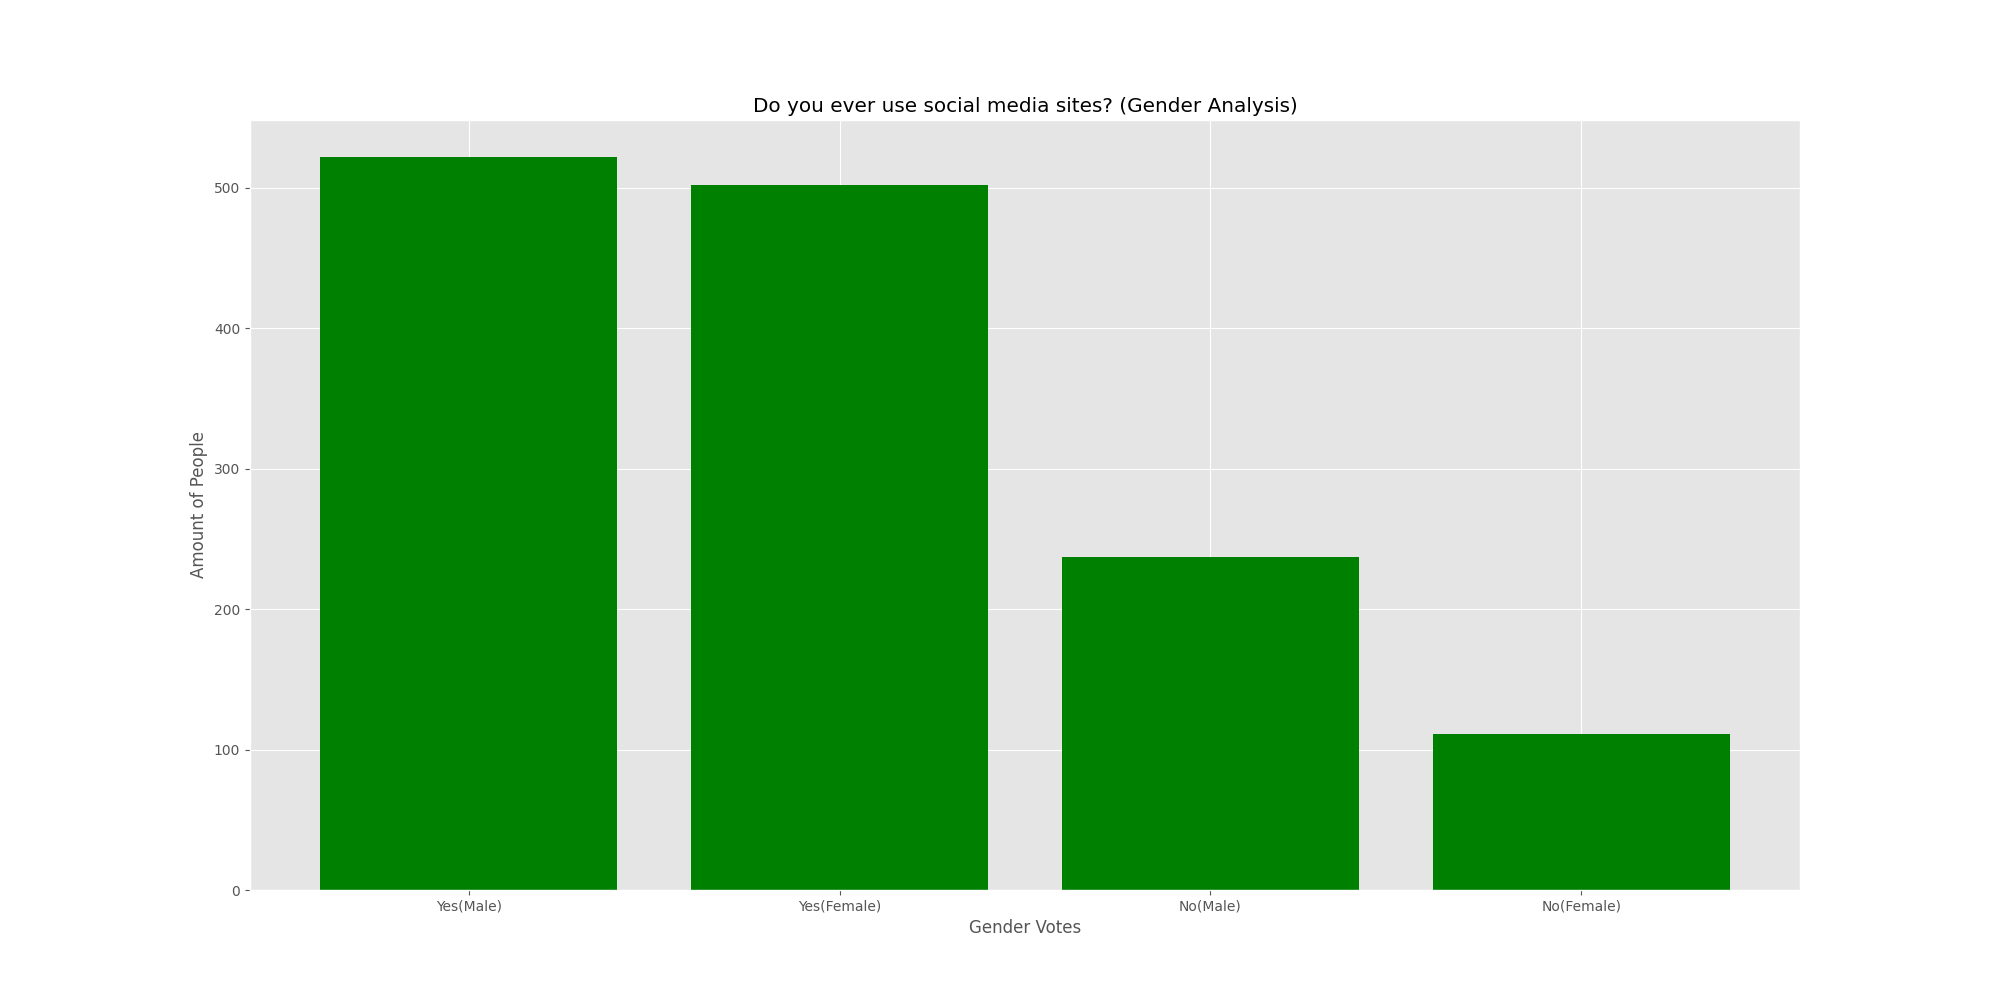 Do you ever use social media sites? (Gender Analysis)
500
400
300
200
100
0
Amount of People
Yes(Male)
Yes(Female)
No(Male)
No(Female)
Gender Votes